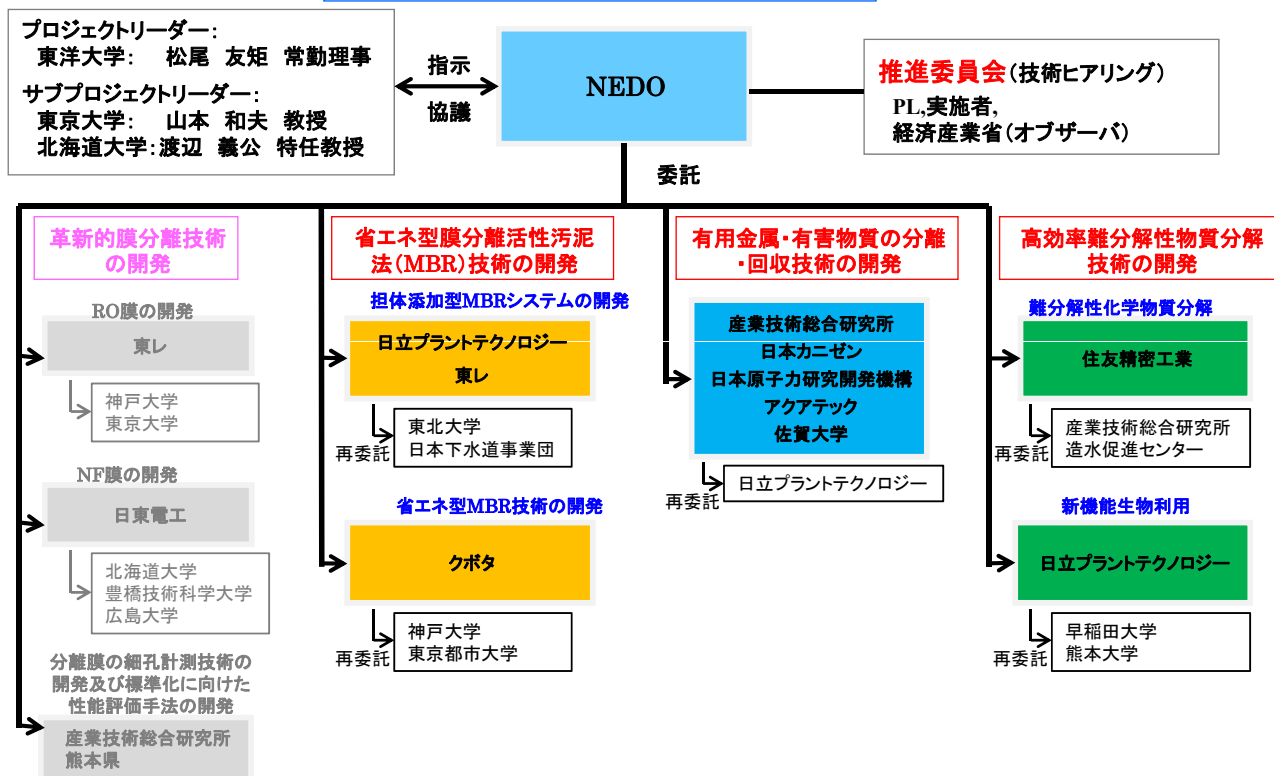 プロジェクトリーダー:
東洋大学: 松尾 友矩 常勤理事
サブプロジェクトリーダー:
東京大学: 山本 和夫 教授
北海道大学:渡辺 義公 特任教授
指示
協議
NEDO
推進委員会(技術ヒアリング)
PL,実施者,
経済産業省(オブザーバ)
委託
革新的膜分離技術
の開発
RO膜の開発
東レ
神戸大学
東京大学
NF膜の開発
日東電工
北海道大学
豊橋技術科学大学
広島大学
分離膜の細孔計測技術の
開発及び標準化に向けた
性能評価手法の開発
産業技術総合研究所
熊本県
省エネ型膜分離活性汚泥
法(MBR)技術の開発
担体添加型MBRシステムの開発
日立プラントテクノロジー
東レ
再委託
東北大学
日本下水道事業団
省エネ型MBR技術の開発
クボタ
再委託
神戸大学
東京都市大学
有用金属・有害物質の分離
・回収技術の開発
産業技術総合研究所
日本カニゼン
日本原子力研究開発機構
アクアテック
佐賀大学
再委託
日立プラントテクノロジー
高効率難分解性物質分解
技術の開発
難分解性化学物質分解
住友精密工業
再委託
産業技術総合研究所
造水促進センター
新機能生物利用
日立プラントテクノロジー
再委託
早稲田大学
熊本大学